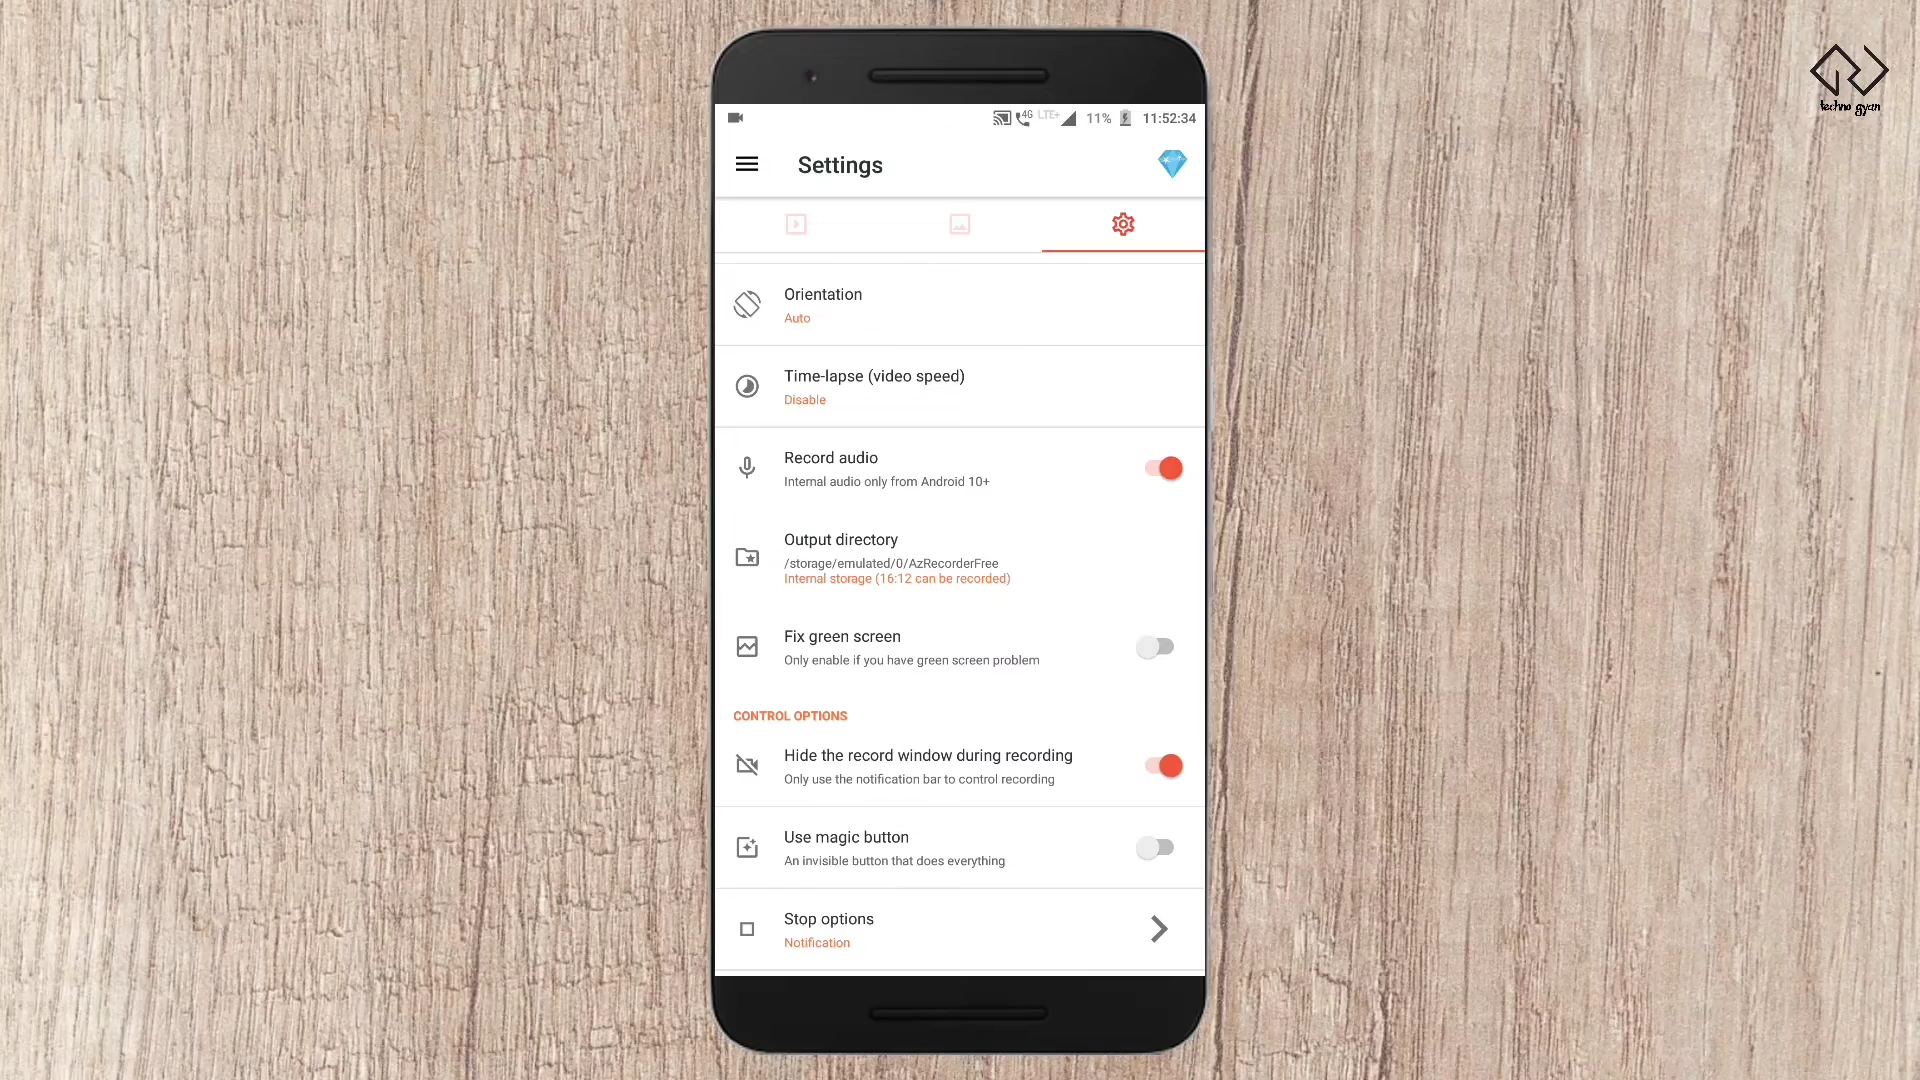 techno gyan
4G LTE+ 11% 11:52:34
Settings
Orientation
Auto
Time-lapse (video speed)
Disable
Record audio
Internal audio only from Android 10+
Output directory
/storage/emulated/0/AzRecorderFree
Internal storage (16:12 can be recorded)
Fix green screen
Only enable if you have green screen problem
CONTROL OPTIONS
Hide the record window during recording
Only use the notification bar to control recording
Use magic button
An invisible button that does everything
Stop options
Notification